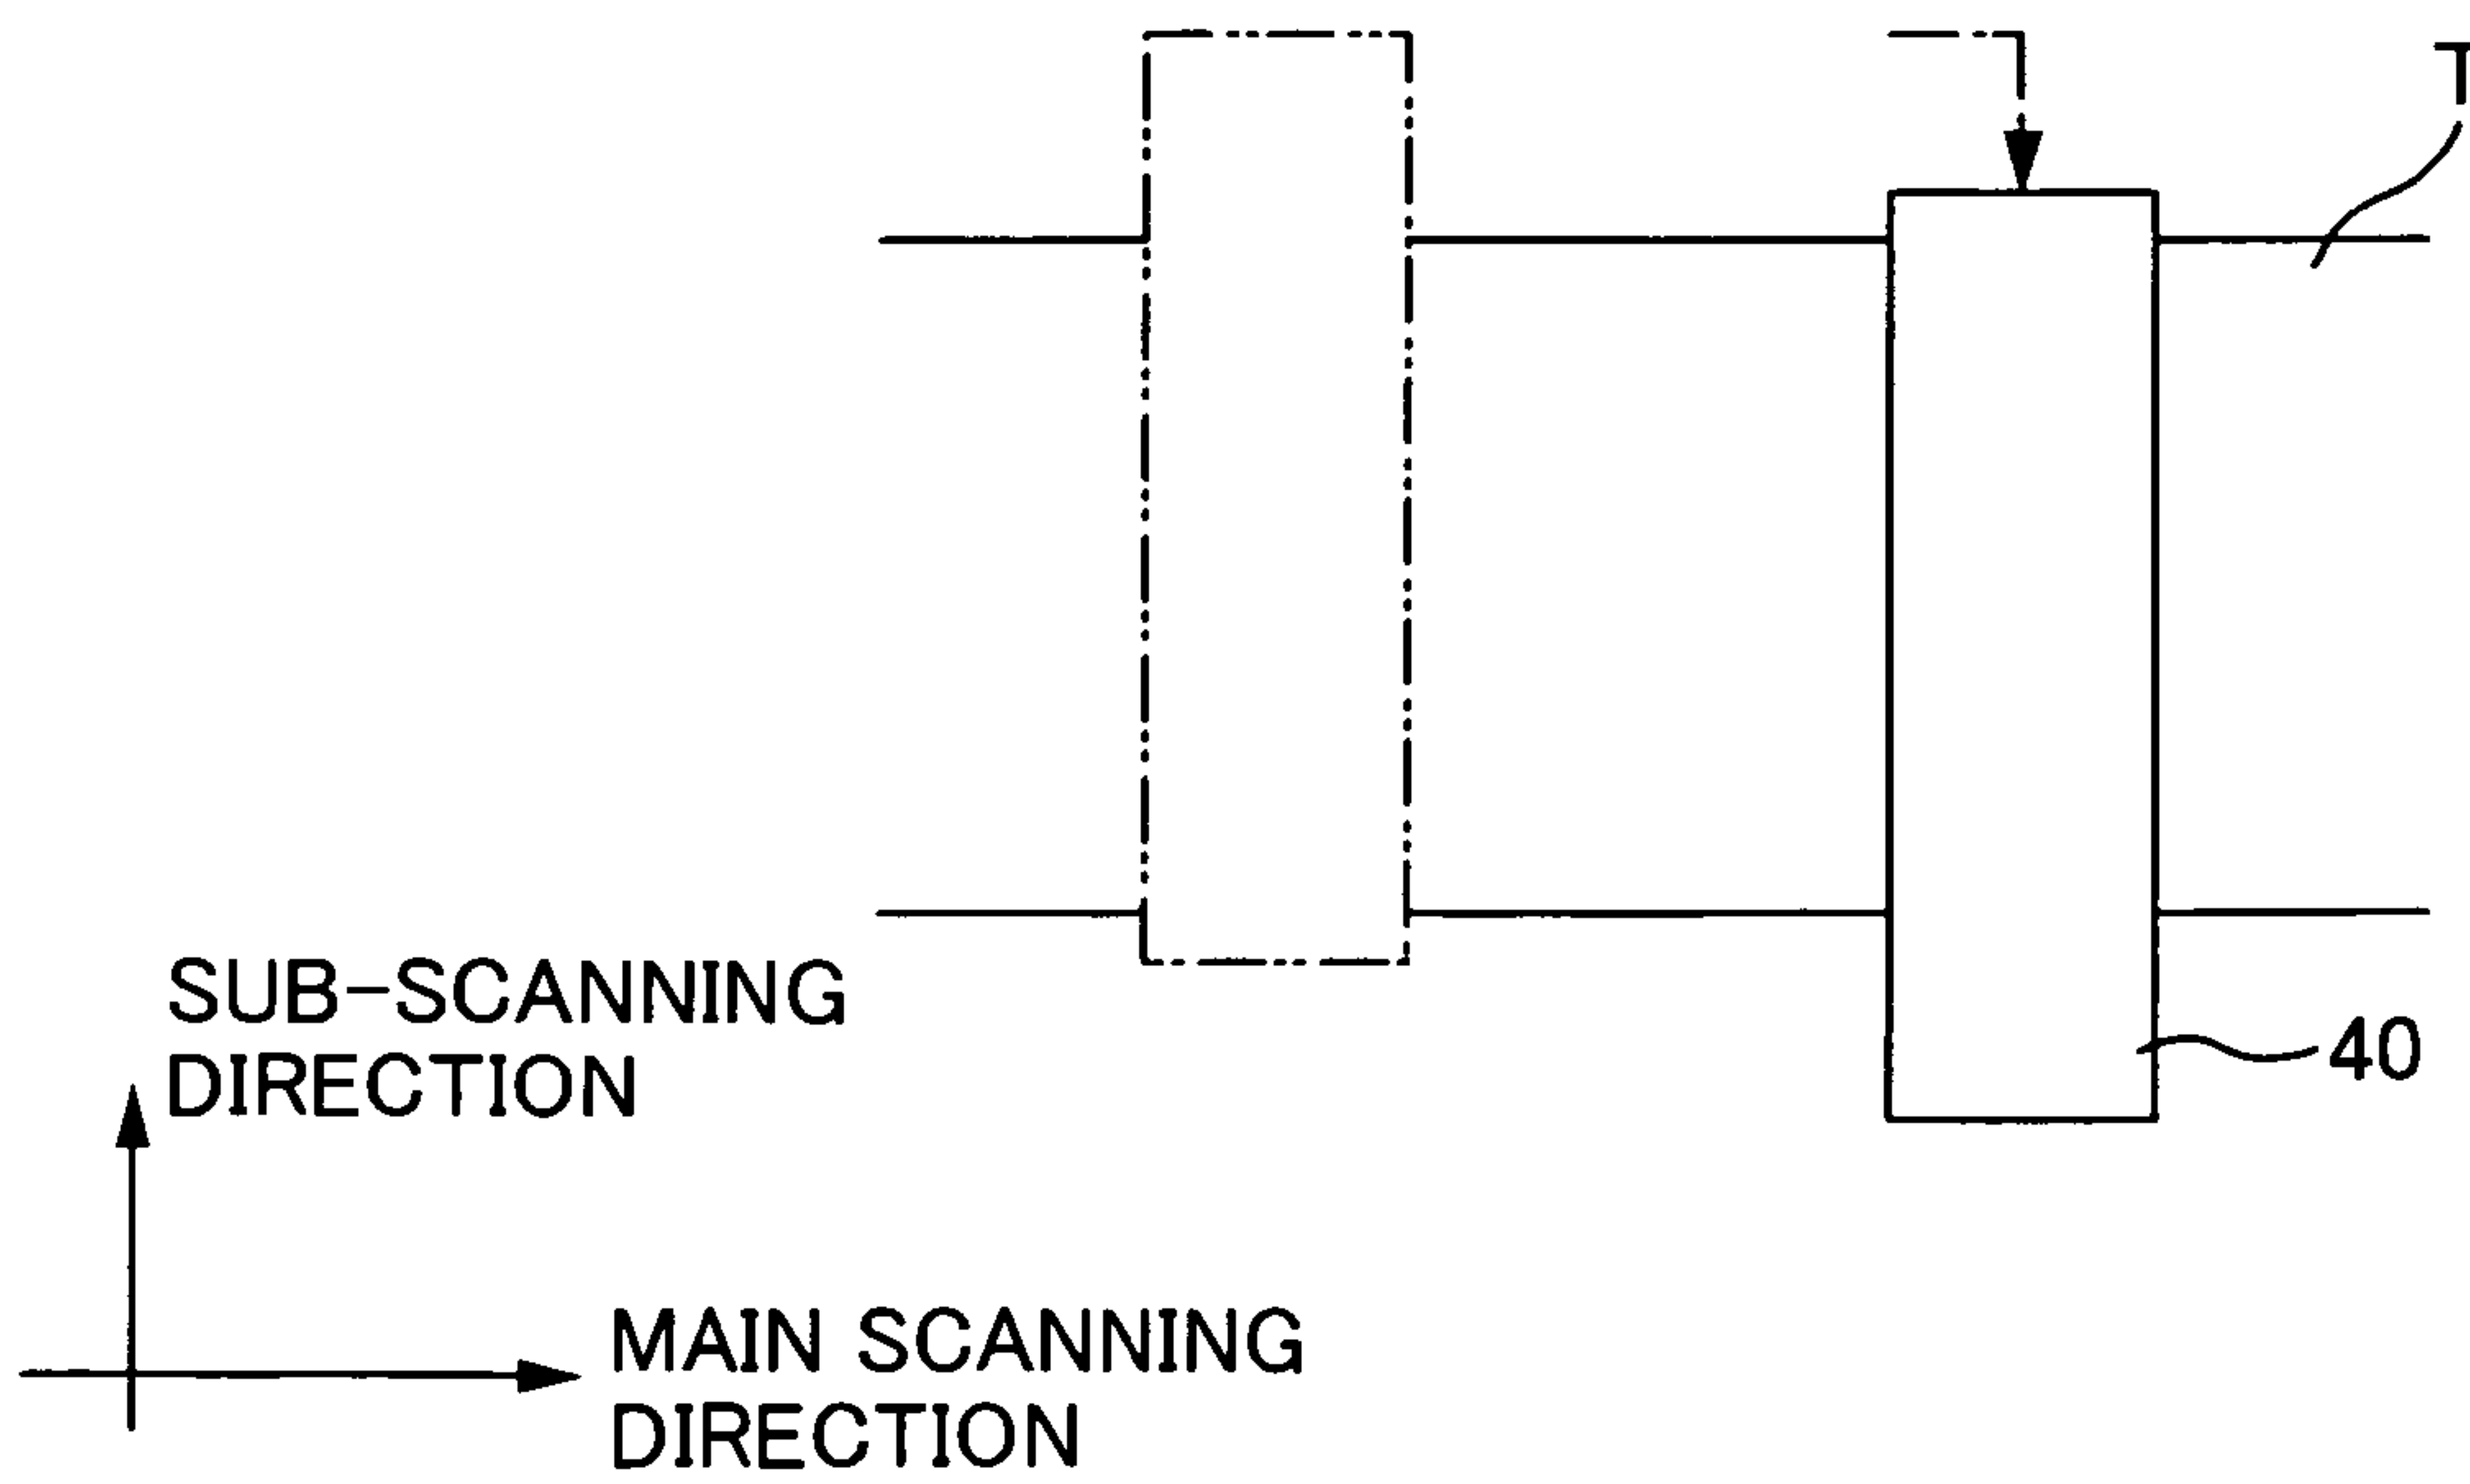 T
SUB-SCANNING
DIRECTION
40
MAIN SCANNING
DIRECTION